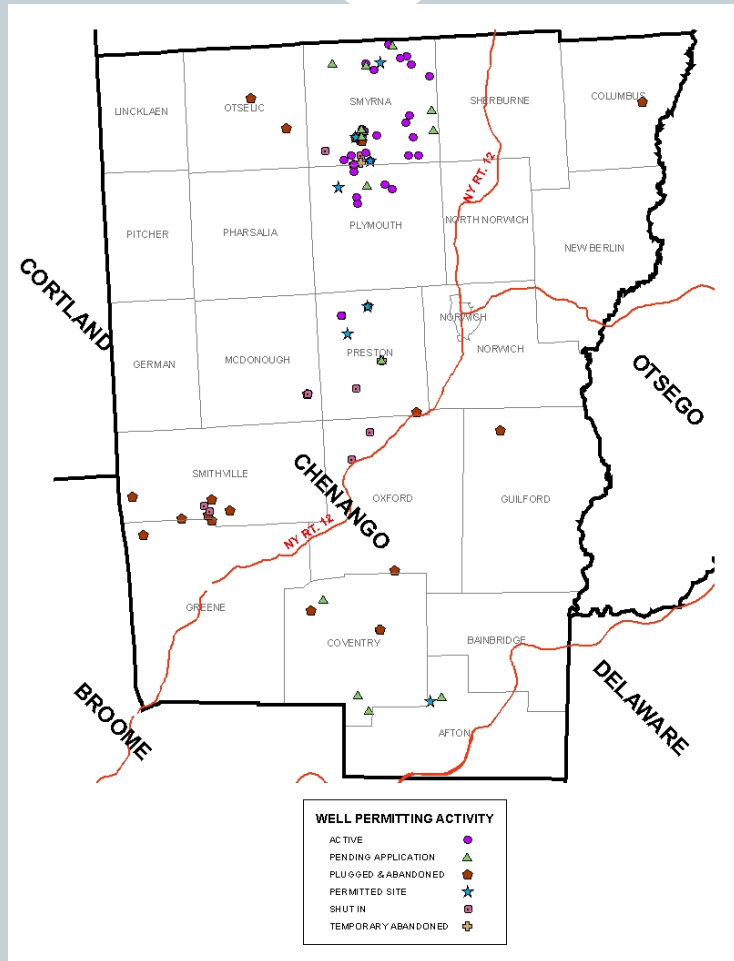 LINCKLAEN
OTSELIC
SMYRNA
SHERBURNE
COLUMBUS
NY RT. 12
PITCHER
PHARSALIA
PLYMOUTH
NORTH NORWICH
NEW BERLIN
CORTLAND
NORWICH
GERMAN
MCDONOUGH
PRESTON
NORWICH
OTSEGO
SMITHVILLE
CHENANGO
OXFORD
GUILFORD
NY RT. 12
GREENE
COVENTRY
BAINBRIDGE
BROOME
DELAWARE
AFTON
WELL PERMITTING ACTIVITY
ACTIVE
PENDING APPLICATION
PLUGGED & ABANDONED
PERMITTED SITE
SHUT IN
TEMPORARY ABANDONED